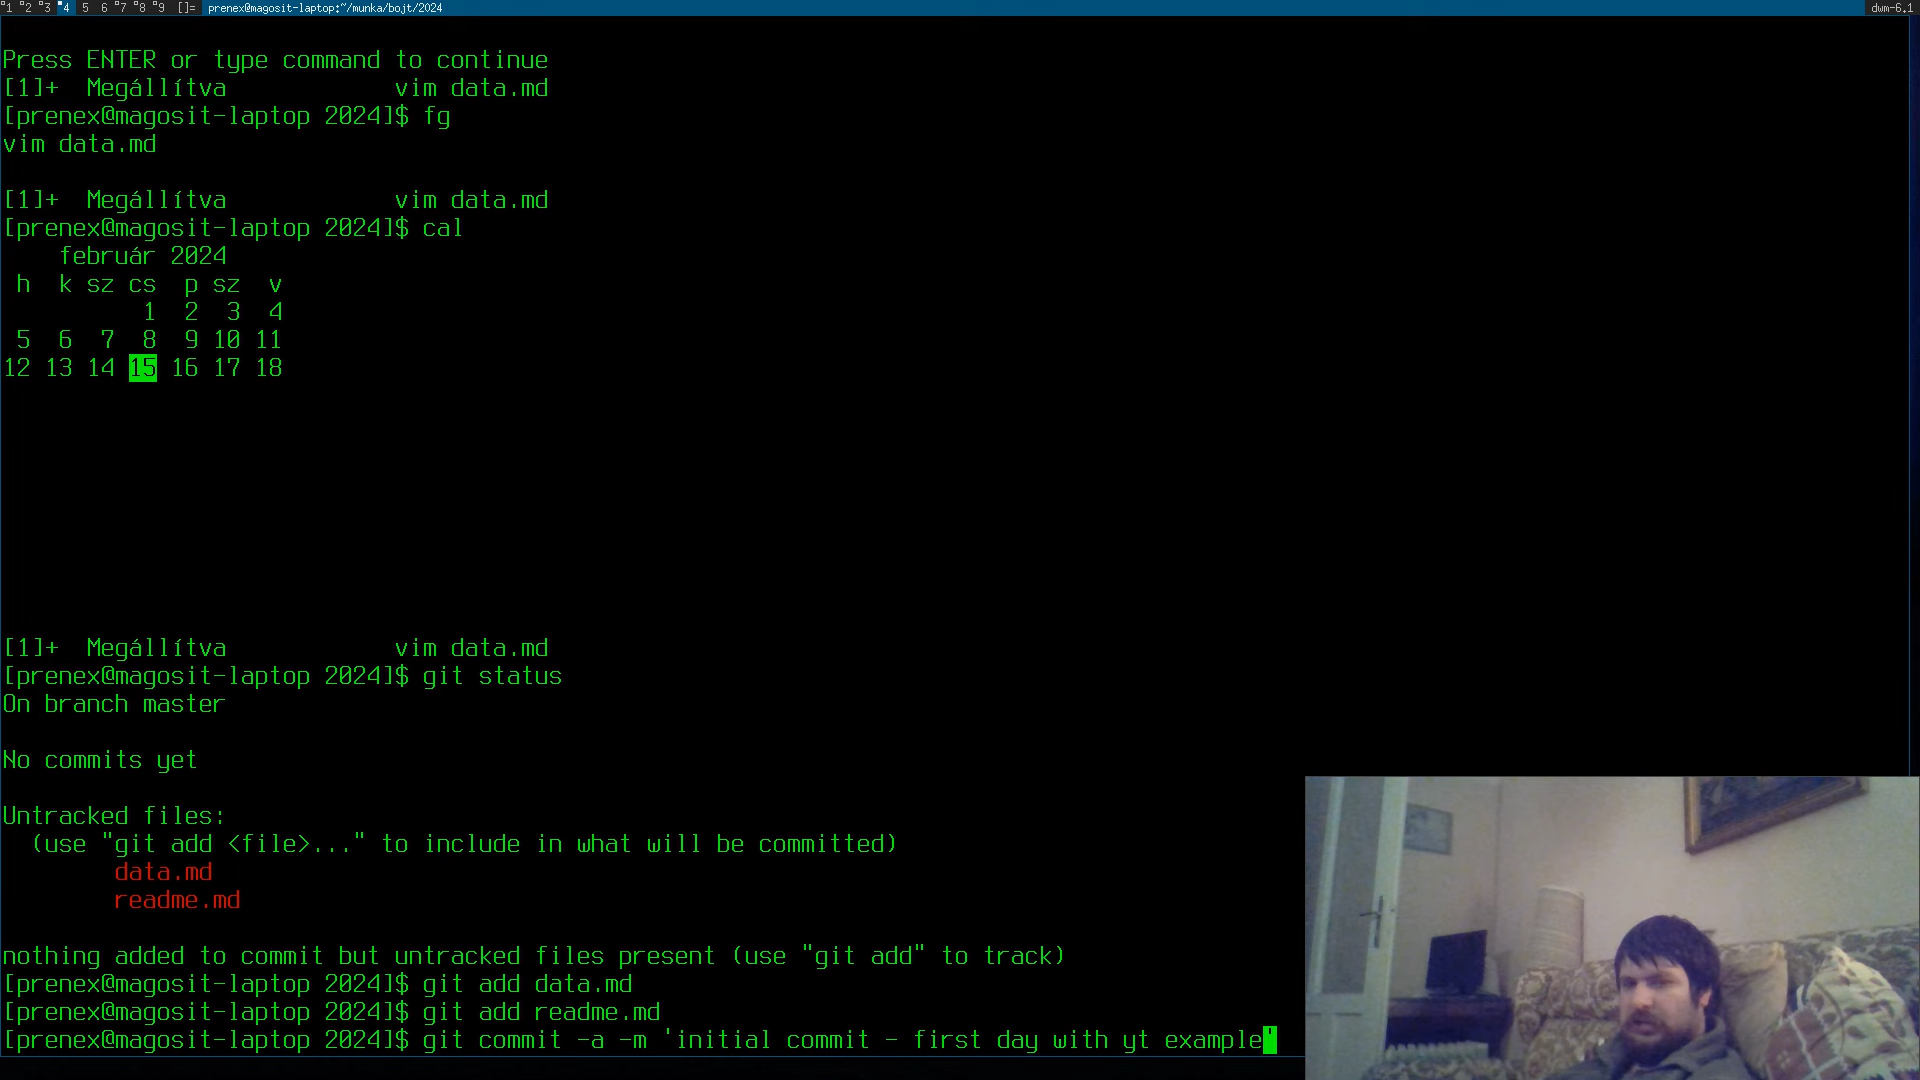 1 2 3 4 5 6 7 8 9 []= prenex@magosit-laptop:~/munka/bojt/2024 dwm-6.1
Press ENTER or type command to continue
[1]+  Megállítva            vim data.md
[prenex@magosit-laptop 2024]$ fg
vim data.md
[1]+  Megállítva            vim data.md
[prenex@magosit-laptop 2024]$ cal
február 2024
h  k sz cs  p sz  v
1  2  3  4
5  6  7  8  9 10 11
12 13 14 15 16 17 18
[1]+  Megállítva            vim data.md
[prenex@magosit-laptop 2024]$ git status
On branch master
No commits yet
Untracked files:
(use "git add <file>..." to include in what will be committed)
data.md
readme.md
nothing added to commit but untracked files present (use "git add" to track)
[prenex@magosit-laptop 2024]$ git add data.md
[prenex@magosit-laptop 2024]$ git add readme.md
[prenex@magosit-laptop 2024]$ git commit -a -m 'initial commit - first day with yt example'